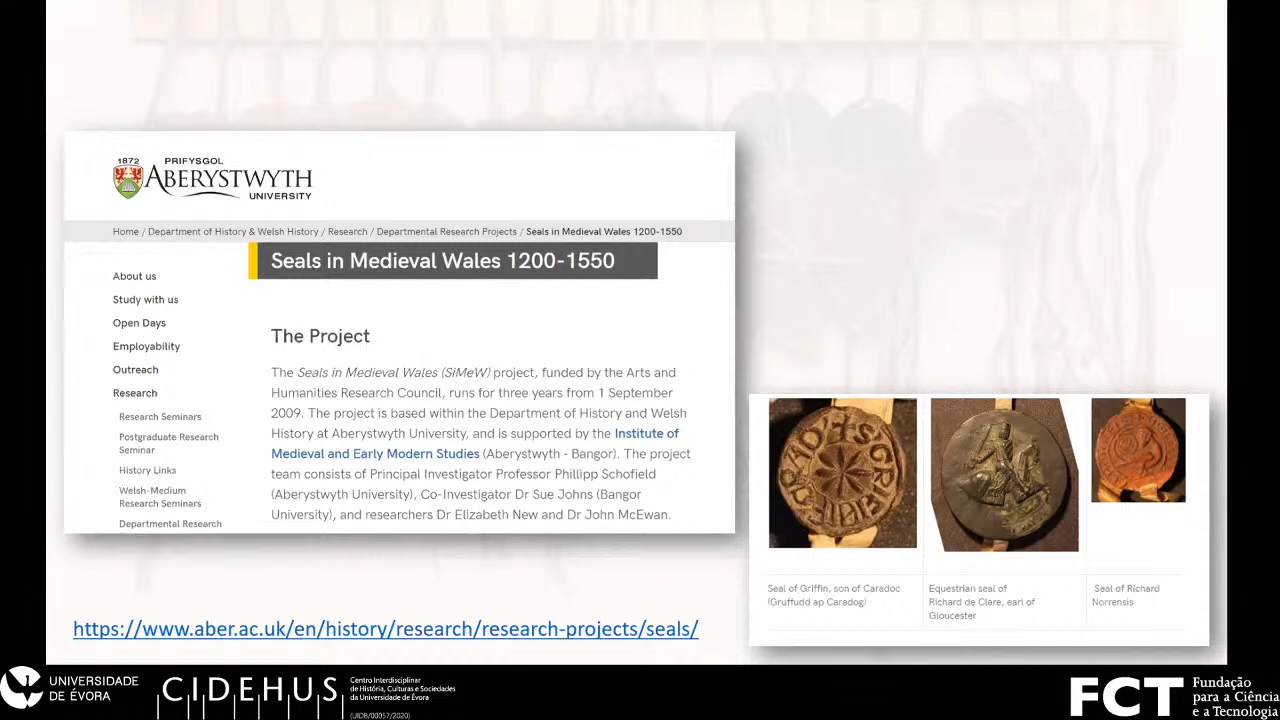 1872
PRIFYSGOL
ABERYSTWYTH
UNIVERSITY
Home / Department of History & Welsh History / Research / Departmental Research Projects / Seals in Medieval Wales 1200-1550
Seals in Medieval Wales 1200-1550
About us
Study with us
Open Days
Employability
Outreach
Research
Research Seminars
Postgraduate Research
Seminar
History Links
Welsh-Medium
Research Seminars
Departmental Research
The Project
The Seals in Medieval Wales (SiMeW) project, funded by the Arts and
Humanities Research Council, runs for three years from 1 September
2009. The project is based within the Department of History and Welsh
History at Aberystwyth University, and is supported by the Institute of
Medieval and Early Modern Studies (Aberystwyth - Bangor). The project
team consists of Principal Investigator Professor Phillipp Schofield
(Aberystwyth University), Co-Investigator Dr Sue Johns (Bangor
University), and researchers Dr Elizabeth New and Dr John McEwan.
Seal of Griffin, son of Caradoc
(Gruffudd ap Caradog)
Equestrian seal of
Richard de Clare, earl of
Gloucester
Seal of Richard
Norrensis
https://www.aber.ac.uk/en/history/research/research-projects/seals/
UNIVERSIDADE
DE ÉVORA
CIDEHUS
Centro Interdisciplinar
de História, Culturas e Sociedades
da Universidade de Évora
(UIDB/00057/2020)
FCT
Fundação
para a Ciência
e a Tecnologia